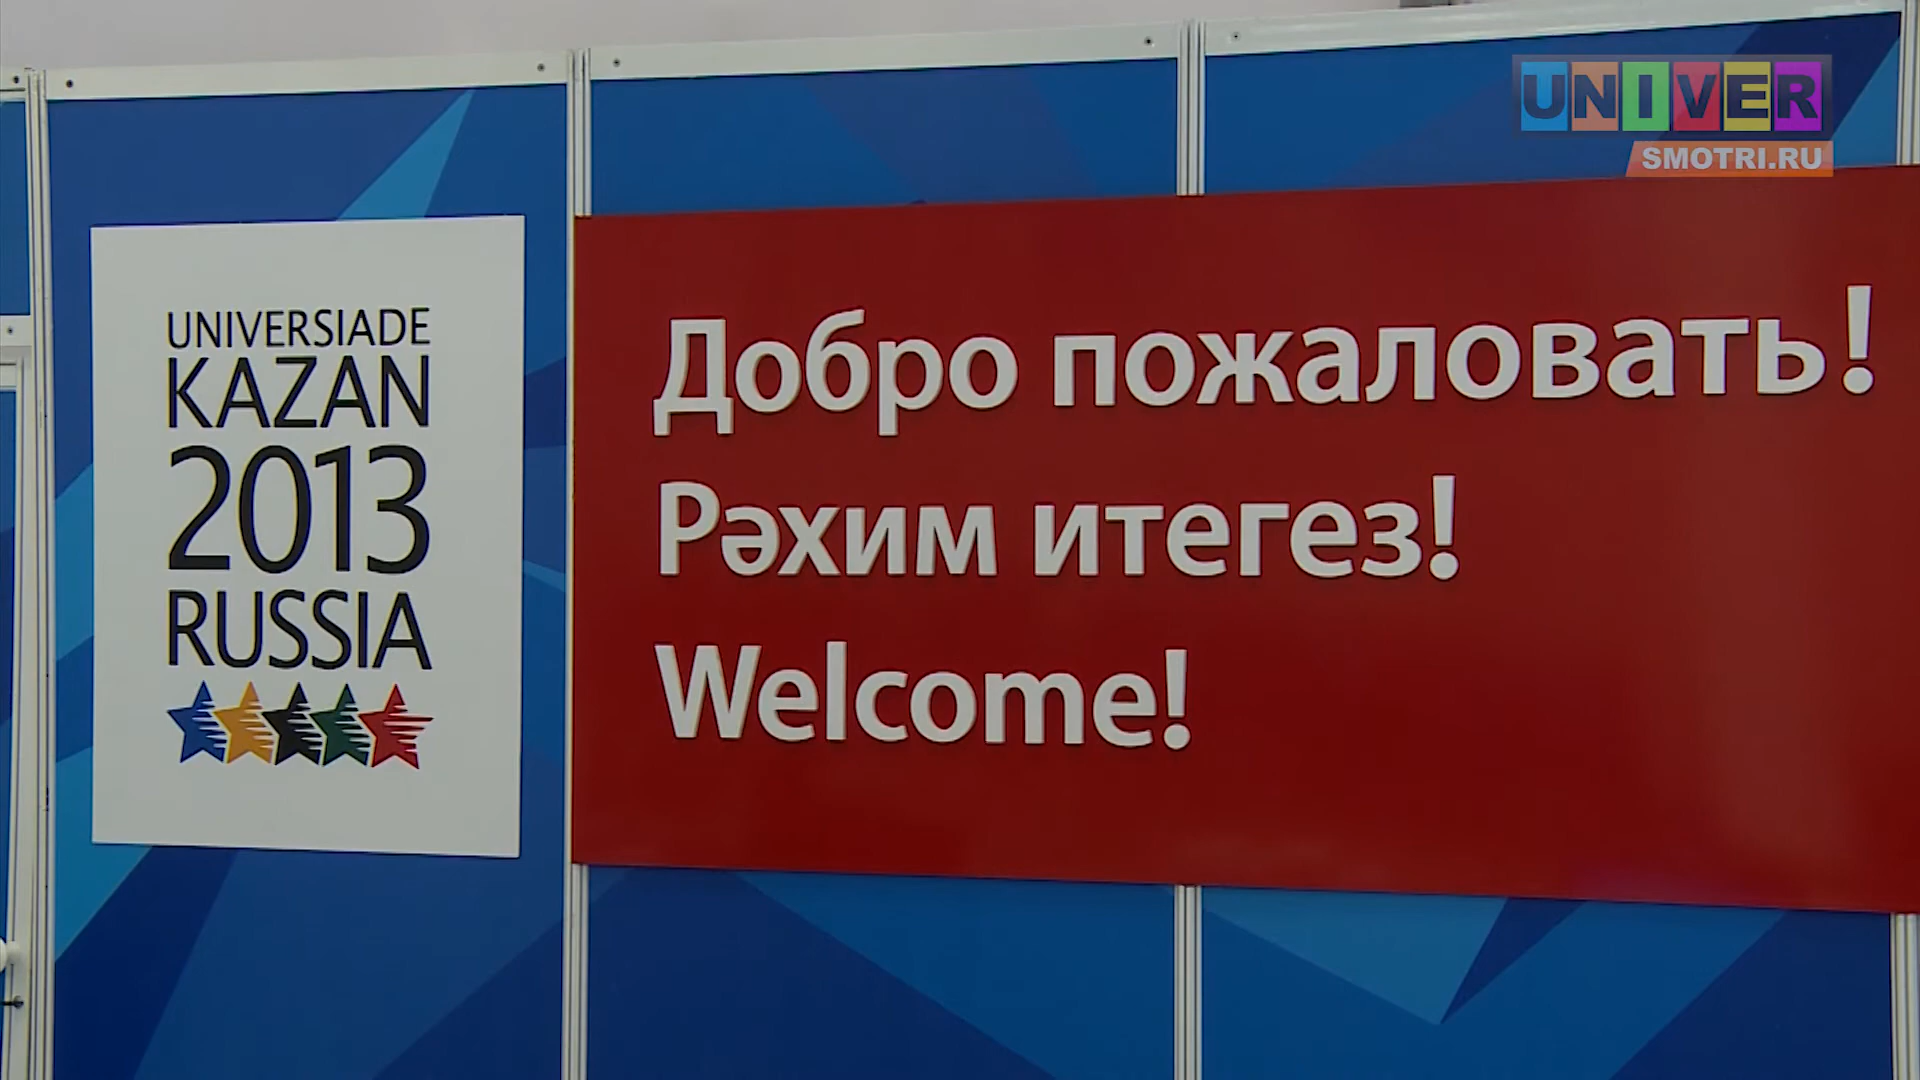 UNIVER
SMOTRI.RU
UNIVERSIADE
KAZAN
2013
RUSSIA
Добро пожаловать!
Рәхим итегез!
Welcome!